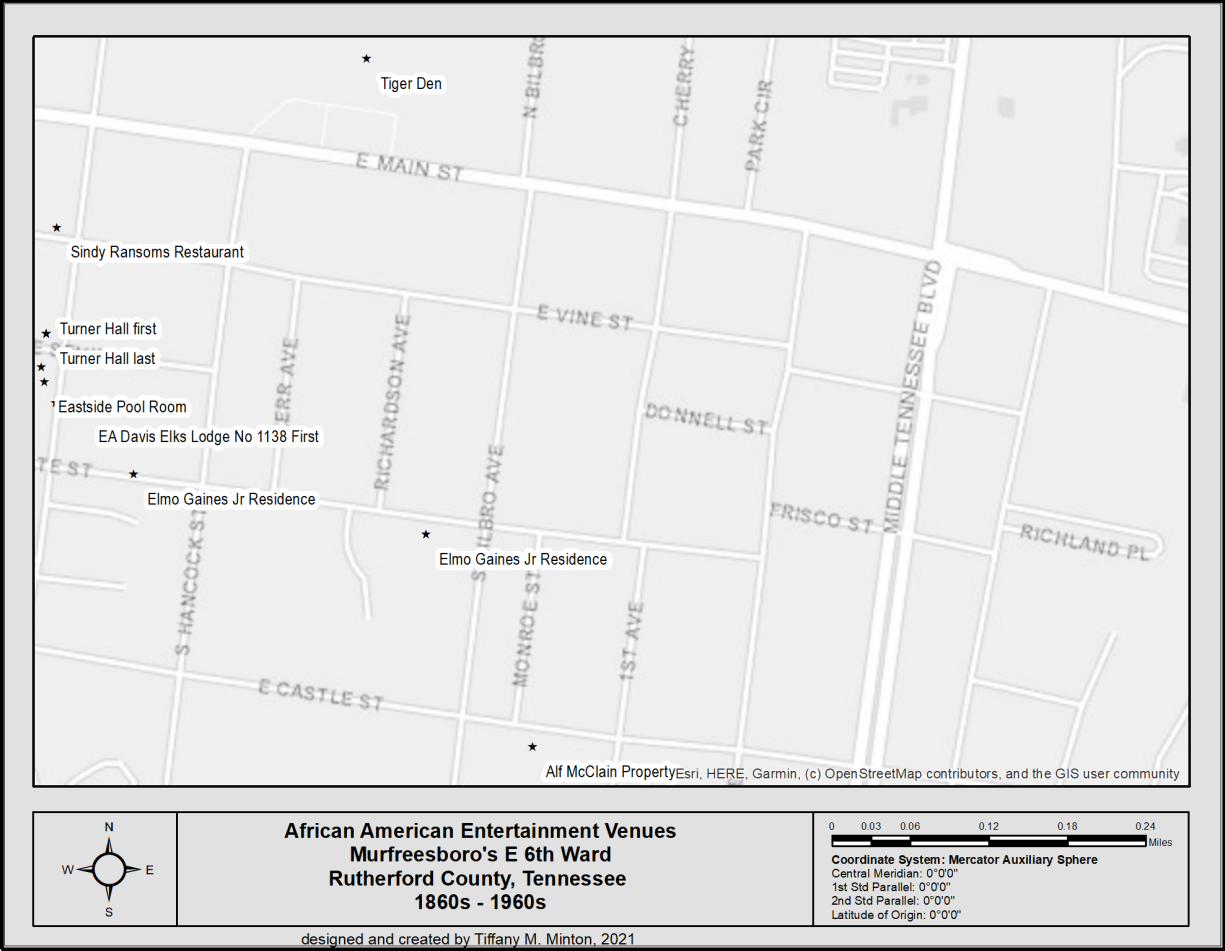 Tiger Den
N BILBRO
CHERRY
PARK CIR
E MAIN ST
Sindy Ransoms Restaurant
MIDDLE TENNESSEE BLVD
E VINE ST
Turner Hall first
Turner Hall last
ERR AVE
RICHARDSON AVE
Eastside Pool Room
DONNELL ST
EA Davis Elks Lodge No 1138 First
TE ST
Elmo Gaines Jr Residence
S HANCOCK ST
S BILBRO AVE
FRISCO ST
RICHLAND PL
Elmo Gaines Jr Residence
MONROE ST
1ST AVE
E CASTLE ST
Alf McClain Property
Esri, HERE, Garmin, (c) OpenStreetMap contributors, and the GIS user community
N
W E
S
African American Entertainment Venues
Murfreesboro's E 6th Ward
Rutherford County, Tennessee
1860s - 1960s
0 0.03 0.06 0.12 0.18 0.24
Miles
Coordinate System: Mercator Auxiliary Sphere
Central Meridian: 0°0'0"
1st Std Parallel: 0°0'0"
2nd Std Parallel: 0°0'0"
Latitude of Origin: 0°0'0"
designed and created by Tiffany M. Minton, 2021